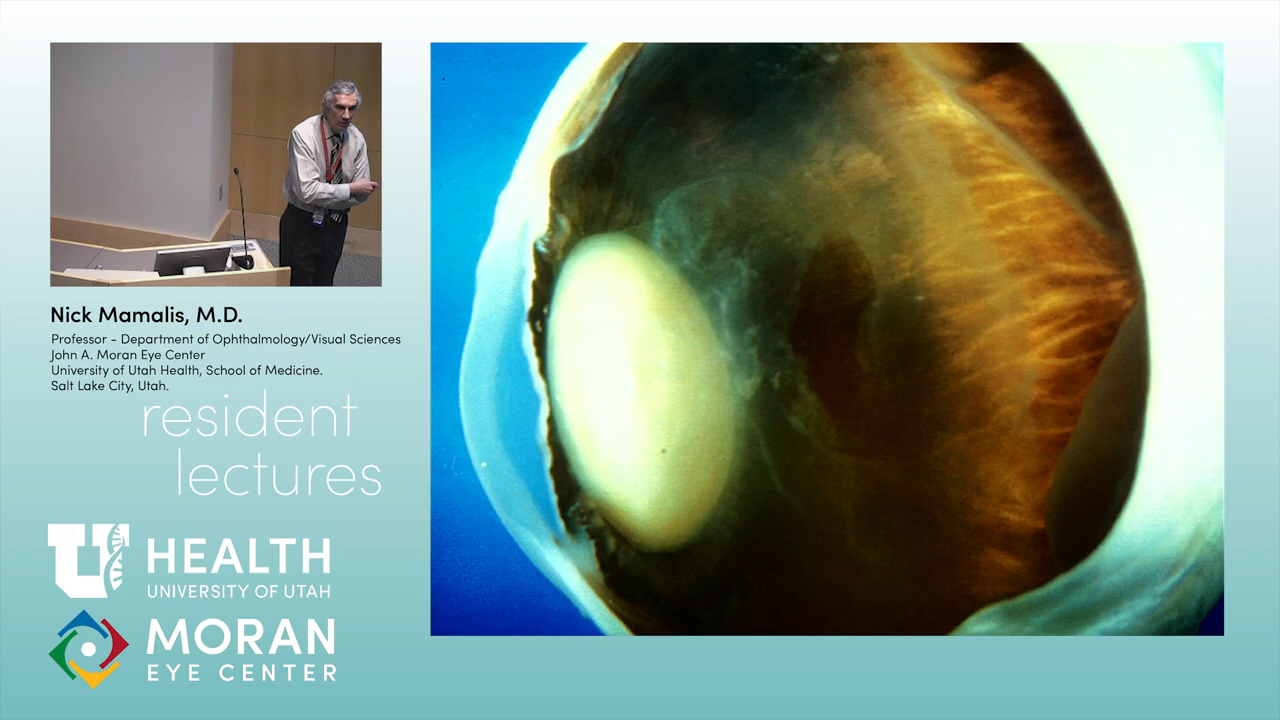 Nick Mamalis, M.D.
Professor - Department of Ophthalmology/Visual Sciences
John A. Moran Eye Center
University of Utah Health, School of Medicine.
Salt Lake City, Utah.
resident
lectures
U HEALTH
UNIVERSITY OF UTAH
MORAN
EYE CENTER